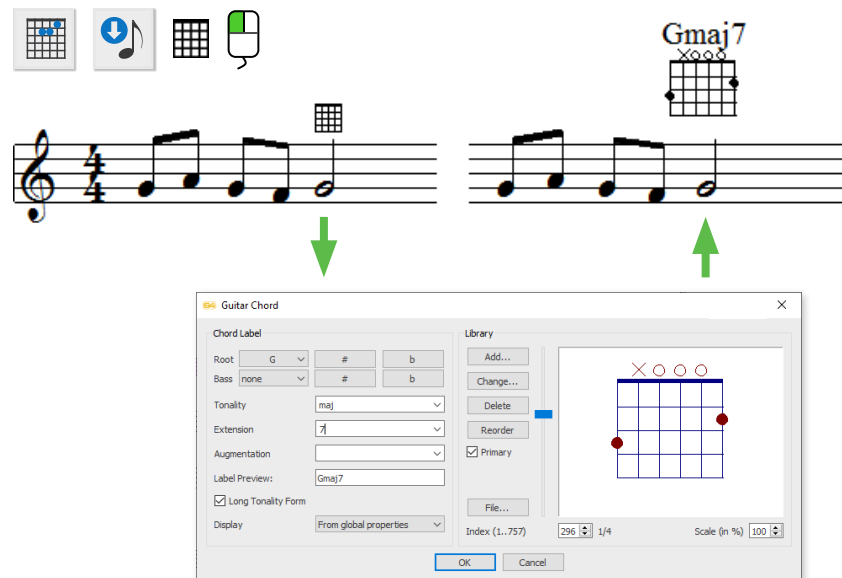 Gmaj7
4
4
Guitar Chord
Chord Label
Root G # b
Bass none # b
Tonality maj
Extension 7
Augmentation
Label Preview: Gmaj7
Long Tonality Form
Display From global properties
Library
Add...
Change...
Delete
Reorder
Primary
File...
Index (1..757) 296 1/4 Scale (in %) 100
OK Cancel